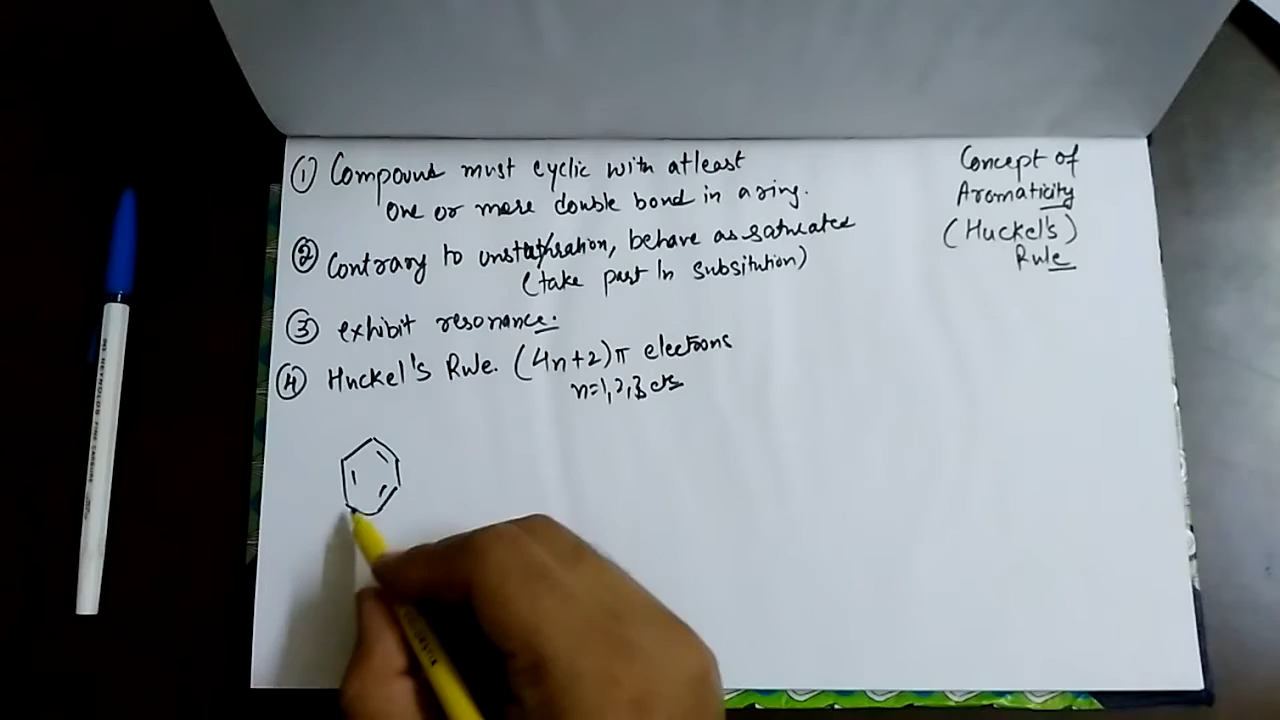 ① Compound must cyclic with atleast
one or more double bond in a ring.
② Contrary to unsaturation, behave as saturated
(take part in subsitution)
③ exhibit resonance.
④ Huckel's Rule. (4n+2)π electrons
n=1,2,3 etc
Concept of
Aromaticity
(Huckel's)
Rule